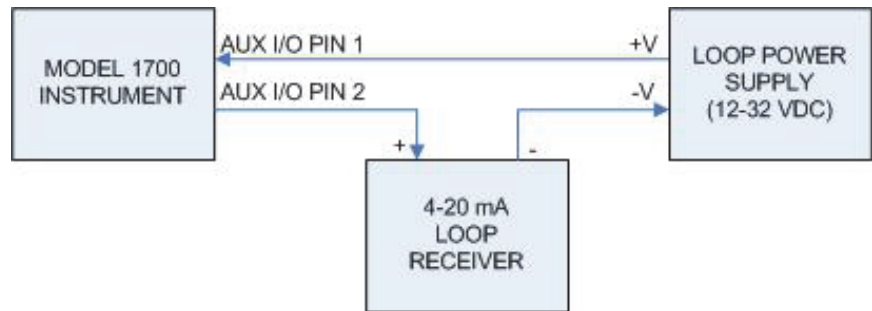 MODEL 1700
INSTRUMENT
AUX I/O PIN 1
AUX I/O PIN 2
+V
-V
LOOP POWER
SUPPLY
(12-32 VDC)
+
-
4-20 mA
LOOP
RECEIVER